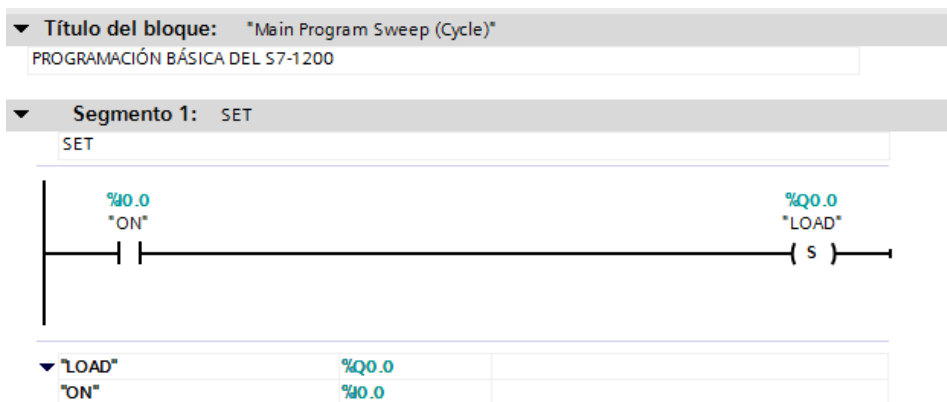 Título del bloque: "Main Program Sweep (Cycle)"
PROGRAMACIÓN BÁSICA DEL S7-1200
Segmento 1: SET
SET
%I0.0 %Q0.0
"ON" "LOAD"
S
"LOAD" %Q0.0
"ON" %I0.0